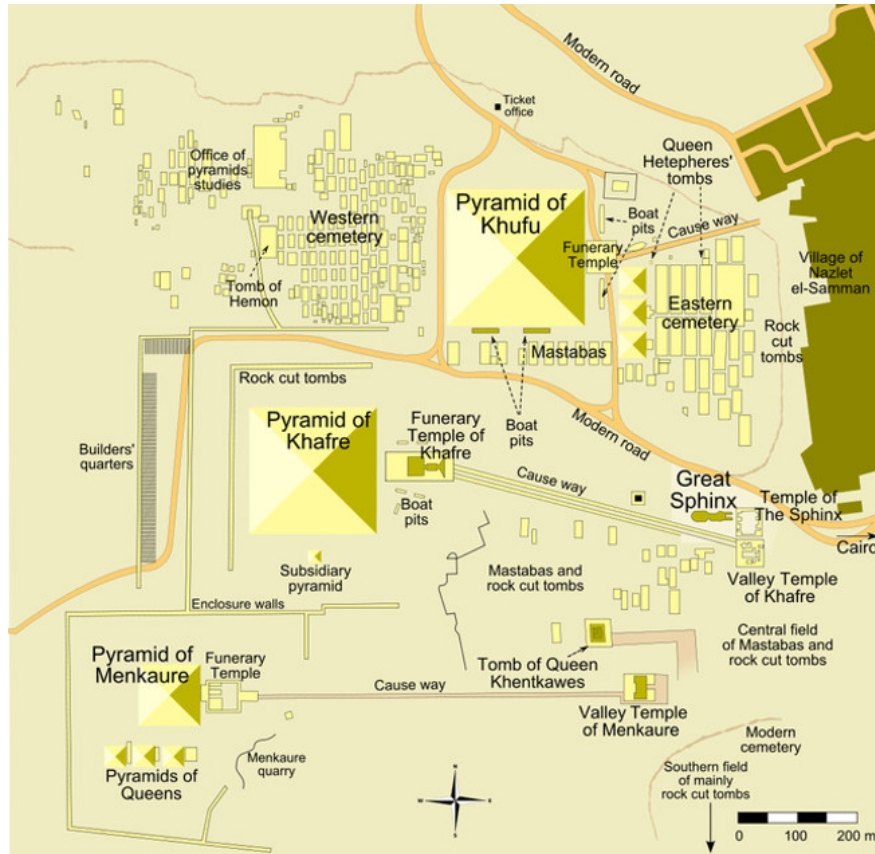 Modern road
Ticket
office
Queen
Hetepheres'
tombs
Office of
pyramids
studies
Western
cemetery
Pyramid of
Khufu
Boat
pits
Cause way
Funerary
Temple
Village of
Nazlet
el-Samman
Tomb of
Hemon
Eastern
cemetery
Rock
cut
tombs
Mastabas
Rock cut tombs
Pyramid of
Khafre
Funerary
Temple of
Khafre
Boat
pits
Modern road
Builders'
quarters
Cause way
Great
Sphinx
Temple of
The Sphinx
Boat
pits
Cairo
Subsidiary
pyramid
Mastabas and
rock cut tombs
Valley Temple
of Khafre
Enclosure walls
Central field
of Mastabas and
rock cut tombs
Pyramid of
Menkaure
Funerary
Temple
Tomb of Queen
Khentkawes
Cause way
Valley Temple
of Menkaure
Modern
cemetery
Menkaure
quarry
Pyramids of
Queens
Southern field
of mainly
rock cut tombs
N
W
E
S
0 100 200 m